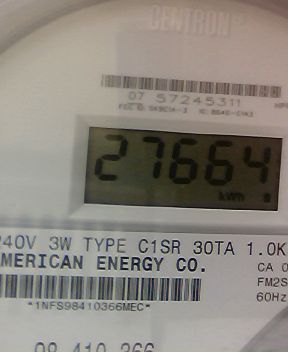 CENTRON®
07 57245311
27664
kWh
240V 3W TYPE C1SR 30TA 1.0K
AMERICAN ENERGY CO.
CA 0
FM2S
60Hz
*1NFS98410366MEC*
98 410 366